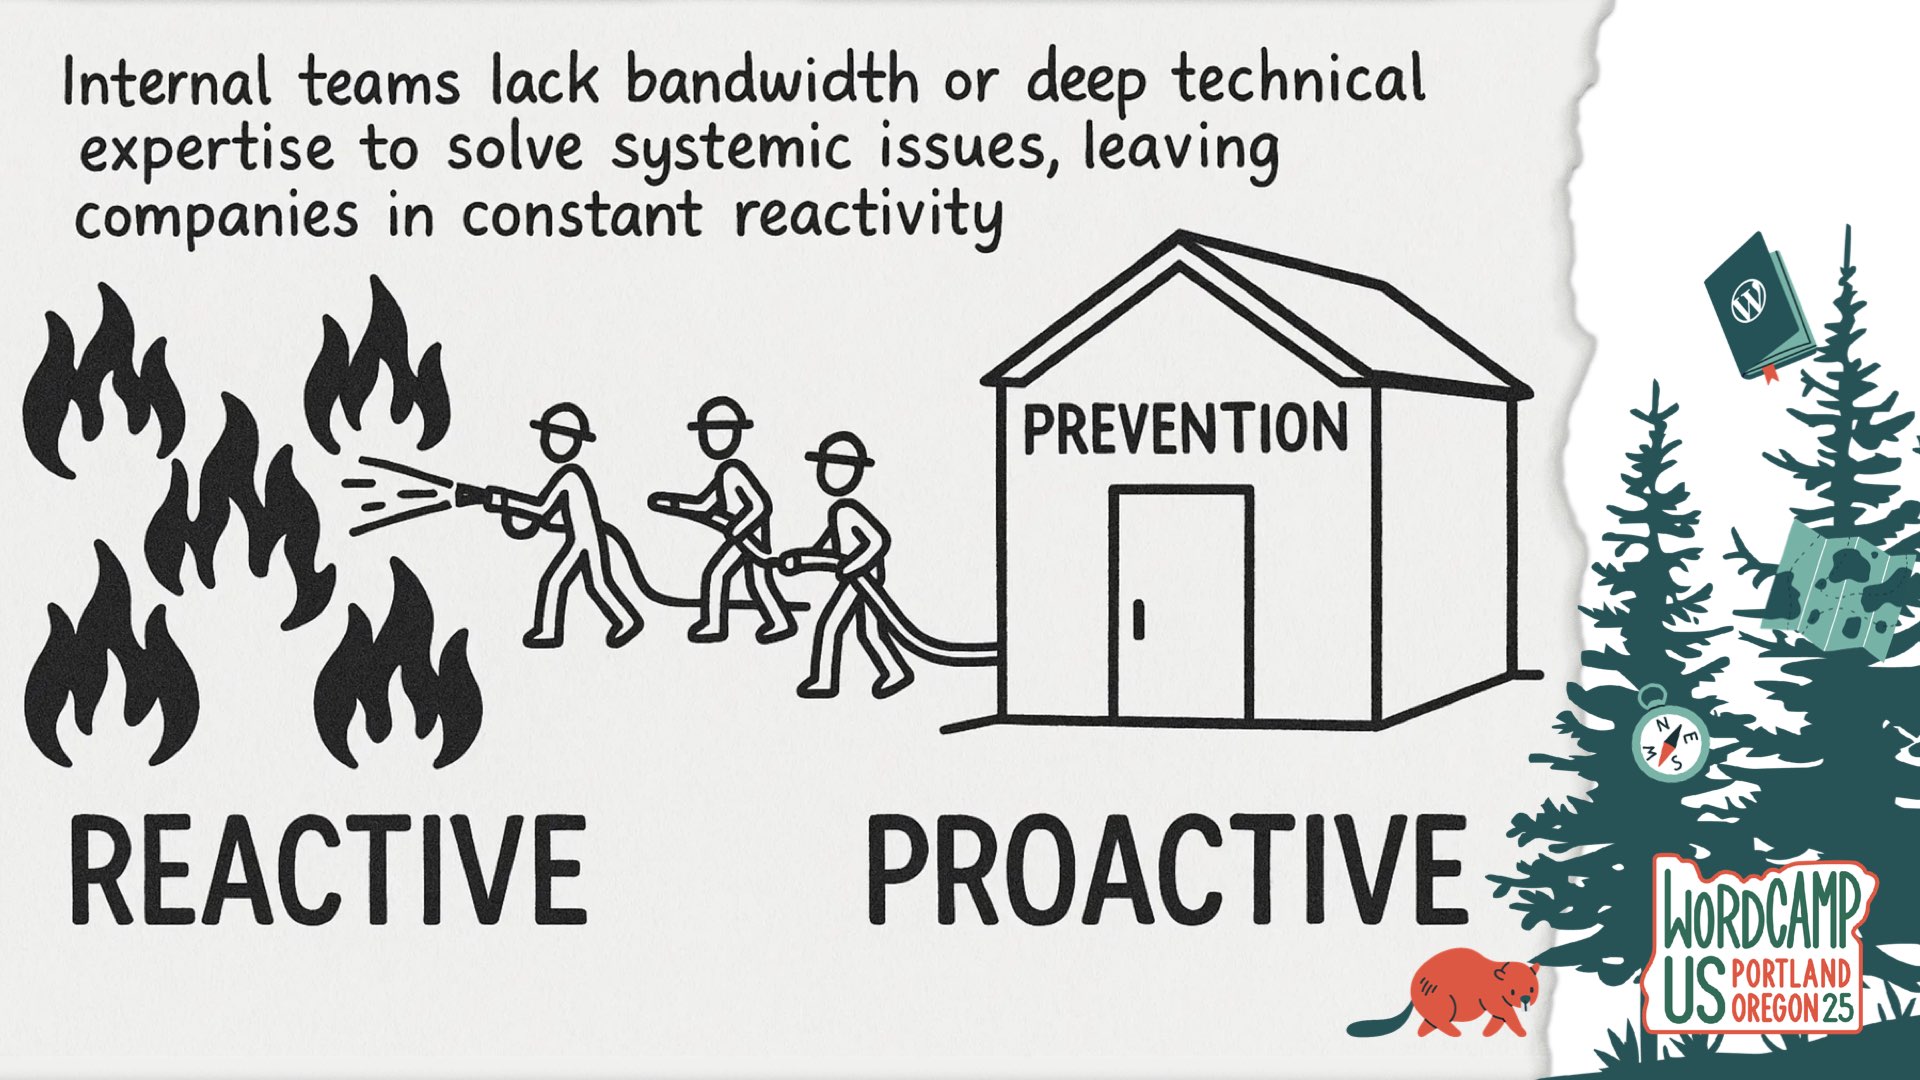 Internal teams lack bandwidth or deep technical
expertise to solve systemic issues, leaving
companies in constant reactivity
PREVENTION
REACTIVE
PROACTIVE
W
N
E
S
W
WORDCAMP
US PORTLAND
OREGON 25